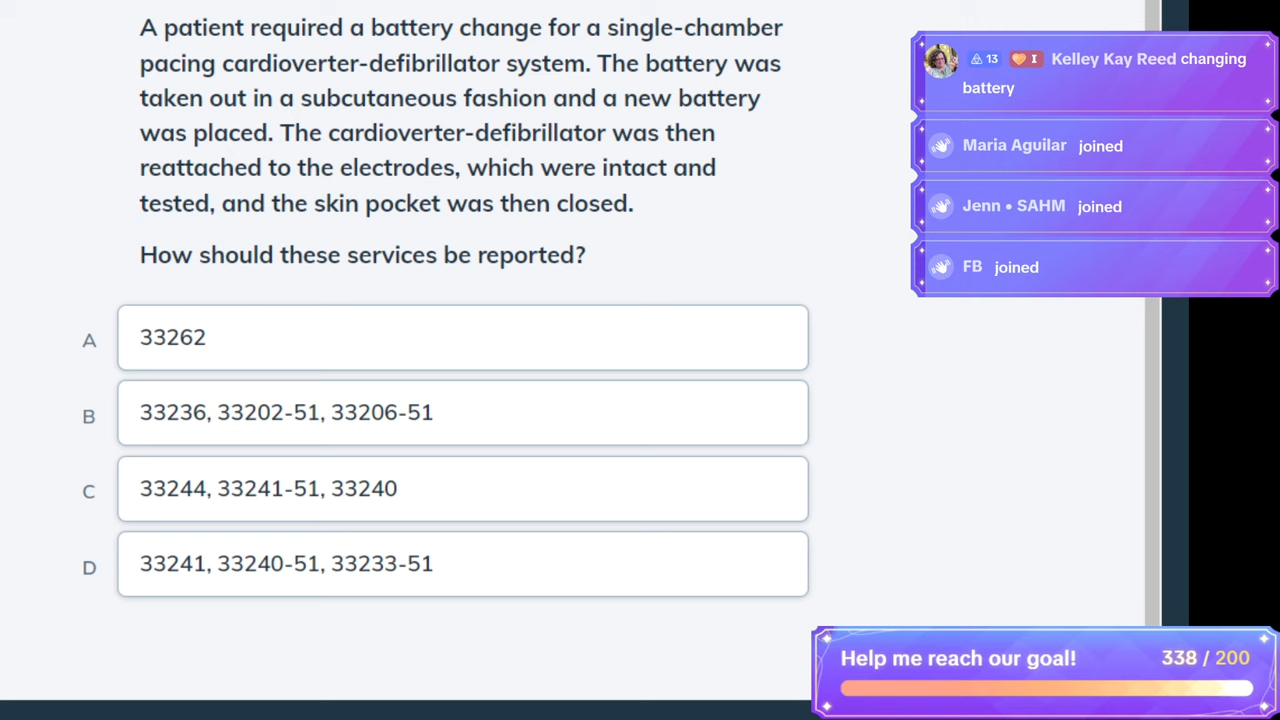 A patient required a battery change for a single-chamber
pacing cardioverter-defibrillator system. The battery was
taken out in a subcutaneous fashion and a new battery
was placed. The cardioverter-defibrillator was then
reattached to the electrodes, which were intact and
tested, and the skin pocket was then closed.
How should these services be reported?
A 33262
B 33236, 33202-51, 33206-51
C 33244, 33241-51, 33240
D 33241, 33240-51, 33233-51
13 I Kelley Kay Reed changing
battery
Maria Aguilar joined
Jenn • SAHM joined
FB joined
Help me reach our goal! 338 / 200